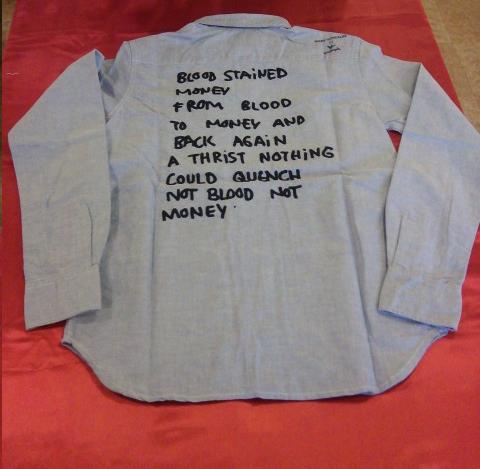 BLOOD STAiNED
MONEY
FROM BLOOD
TO MONEY AND
BACK AGAiN
A THRIST NOTHiNG
COULD QUENCH
NOT BLOOD NOT
MONEY.